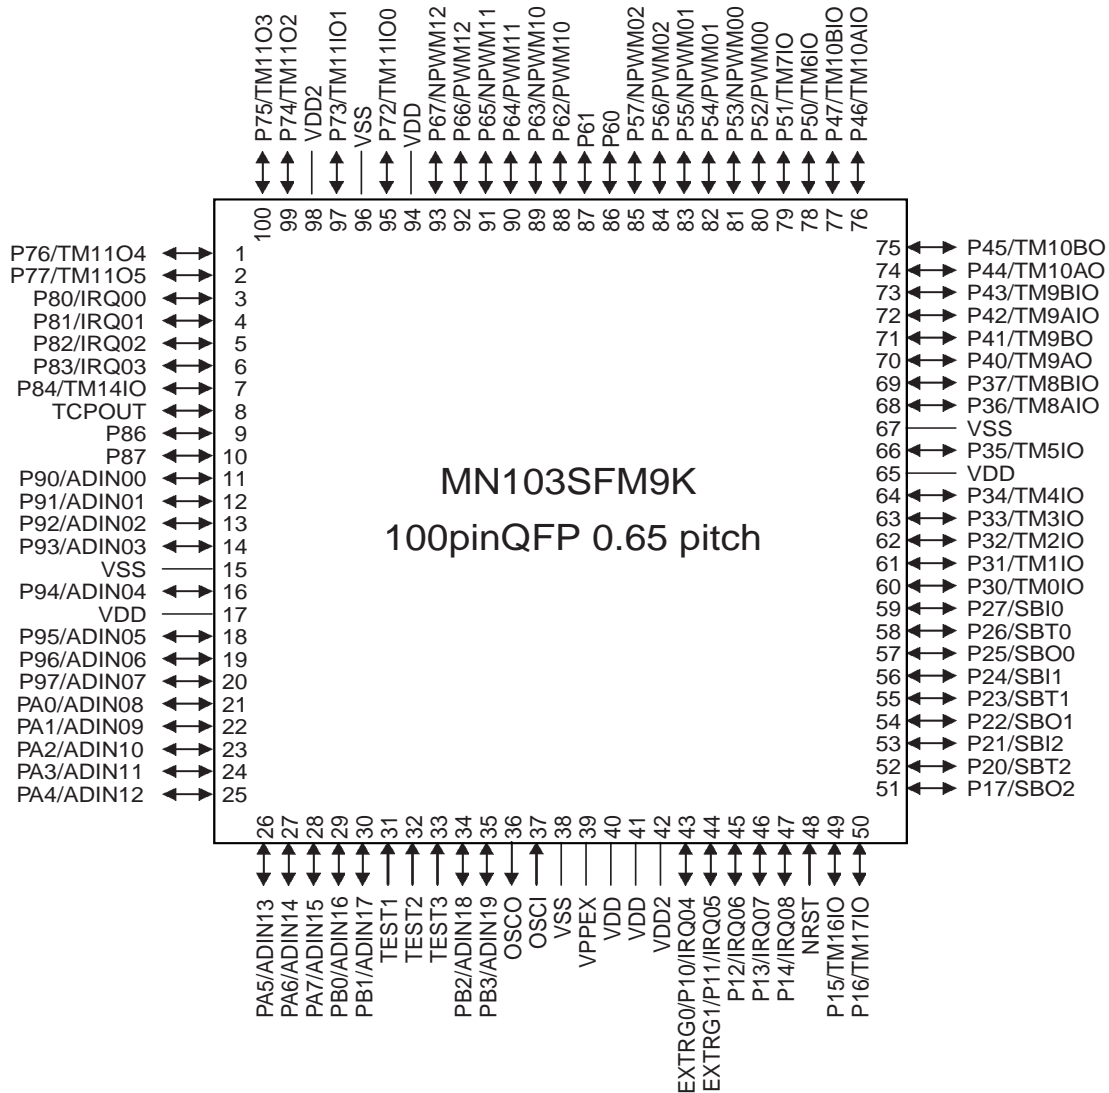 P75/TM11O3
P74/TM11O2
VDD2
P73/TM11IO1
VSS
P72/TM11IO0
VDD
P67/NPWM12
P66/PWM12
P65/NPWM11
P64/PWM11
P63/NPWM10
P62/PWM10
P61
P60
P57/NPWM02
P56/PWM02
P55/NPWM01
P54/PWM01
P53/NPWM00
P52/PWM00
P51/TM7IO
P50/TM6IO
P47/TM10BIO
P46/TM10AIO
100
99
98
97
96
95
94
93
92
91
90
89
88
87
86
85
84
83
82
81
80
79
78
77
76
P76/TM11O4 1
P77/TM11O5 2
P80/IRQ00 3
P81/IRQ01 4
P82/IRQ02 5
P83/IRQ03 6
P84/TM14IO 7
TCPOUT 8
P86 9
P87 10
P90/ADIN00 11
P91/ADIN01 12
P92/ADIN02 13
P93/ADIN03 14
VSS 15
P94/ADIN04 16
VDD 17
P95/ADIN05 18
P96/ADIN06 19
P97/ADIN07 20
PA0/ADIN08 21
PA1/ADIN09 22
PA2/ADIN10 23
PA3/ADIN11 24
PA4/ADIN12 25
MN103SFM9K
100pinQFP 0.65 pitch
75 P45/TM10BO
74 P44/TM10AO
73 P43/TM9BIO
72 P42/TM9AIO
71 P41/TM9BO
70 P40/TM9AO
69 P37/TM8BIO
68 P36/TM8AIO
67 VSS
66 P35/TM5IO
65 VDD
64 P34/TM4IO
63 P33/TM3IO
62 P32/TM2IO
61 P31/TM1IO
60 P30/TM0IO
59 P27/SBI0
58 P26/SBT0
57 P25/SBO0
56 P24/SBI1
55 P23/SBT1
54 P22/SBO1
53 P21/SBI2
52 P20/SBT2
51 P17/SBO2
26
27
28
29
30
31
32
33
34
35
36
37
38
39
40
41
42
43
44
45
46
47
48
49
50
PA5/ADIN13
PA6/ADIN14
PA7/ADIN15
PB0/ADIN16
PB1/ADIN17
TEST1
TEST2
TEST3
PB2/ADIN18
PB3/ADIN19
OSCO
OSCI
VSS
VPPEX
VDD
VDD
VDD2
EXTRG0/P10/IRQ04
EXTRG1/P11/IRQ05
P12/IRQ06
P13/IRQ07
P14/IRQ08
NRST
P15/TM16IO
P16/TM17IO